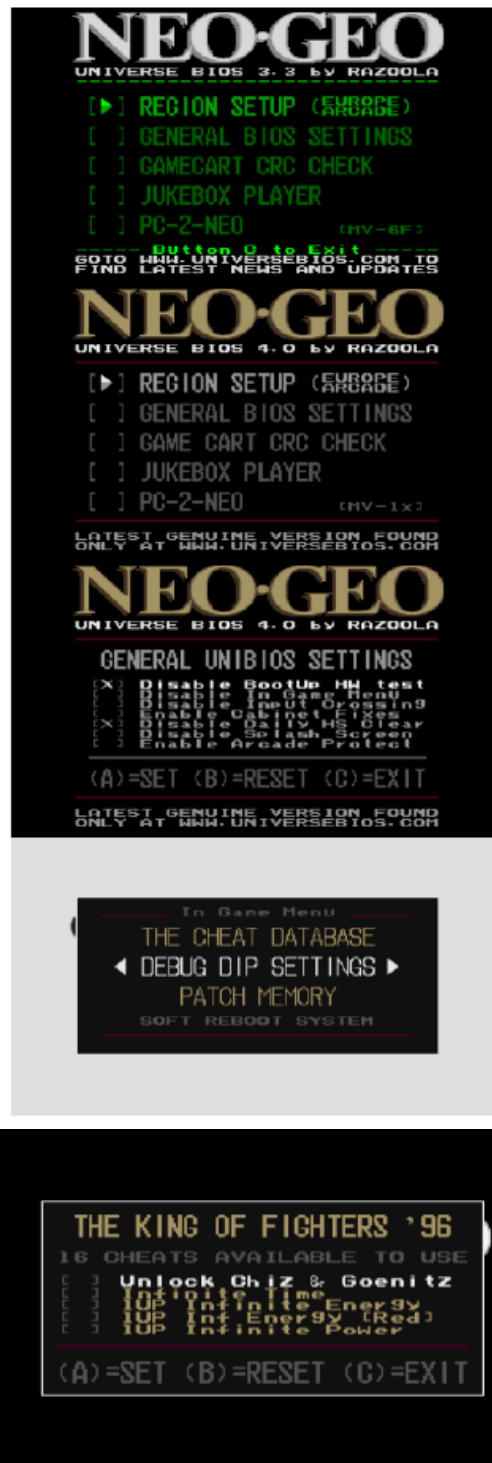 NEO·GEO
UNIVERSE BIOS 3.3 by RAZOOLA
[▶] REGION SETUP (EUROPE ARCADE)
[ ] GENERAL BIOS SETTINGS
[ ] GAMECART CRC CHECK
[ ] JUKEBOX PLAYER
[ ] PC-2-NEO [MV-6F]
----- Button C to Exit -----
GOTO WWW.UNIVERSEBIOS.COM TO
FIND LATEST NEWS AND UPDATES
NEO·GEO
UNIVERSE BIOS 4.0 by RAZOOLA
[▶] REGION SETUP (EUROPE ARCADE)
[ ] GENERAL BIOS SETTINGS
[ ] GAME CART CRC CHECK
[ ] JUKEBOX PLAYER
[ ] PC-2-NEO [MV-1x]
LATEST GENUINE VERSION FOUND
ONLY AT WWW.UNIVERSEBIOS.COM
NEO·GEO
UNIVERSE BIOS 4.0 by RAZOOLA
GENERAL UNIBIOS SETTINGS
[X] Disable BootUp HW test
[ ] Disable In Game Menu
[ ] Disable Input Crossing
[ ] Enable Cabinet Fixes
[X] Disable Daily HS Clear
[ ] Disable Splash Screen
[ ] Enable Arcade Protect
(A)=SET (B)=RESET (C)=EXIT
LATEST GENUINE VERSION FOUND
ONLY AT WWW.UNIVERSEBIOS.COM
In Game Menu
THE CHEAT DATABASE
◀ DEBUG DIP SETTINGS ▶
PATCH MEMORY
SOFT REBOOT SYSTEM
THE KING OF FIGHTERS '96
16 CHEATS AVAILABLE TO USE
[ ] Unlock Chiz & Goenitz
[ ] Infinite Time
[ ] 1UP Infinite Energy
[ ] 1UP Inf Energy [Red]
[ ] 1UP Infinite Power
(A)=SET (B)=RESET (C)=EXIT